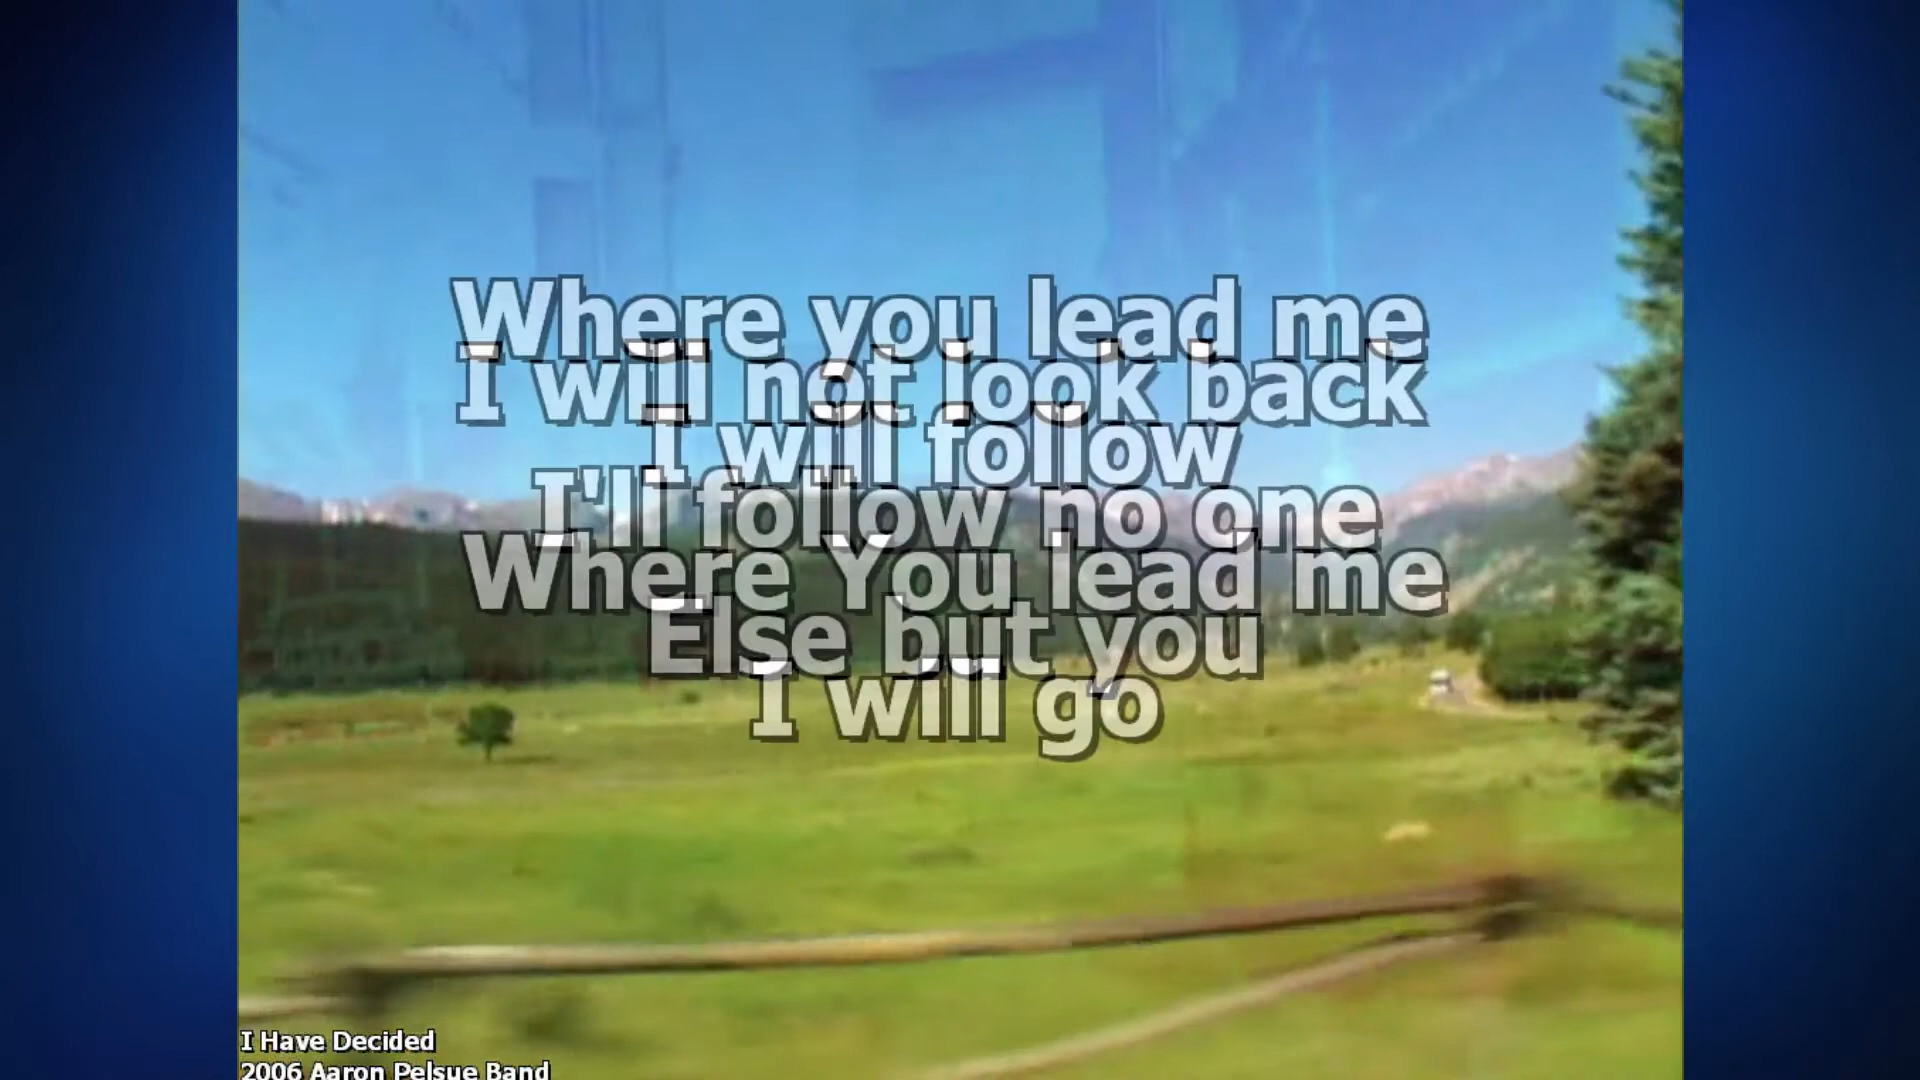 Where you lead me
I will not look back
I will follow
I'll follow no one
Where You lead me
Else but you
I will go
I Have Decided
2006 Aaron Pelsue Band